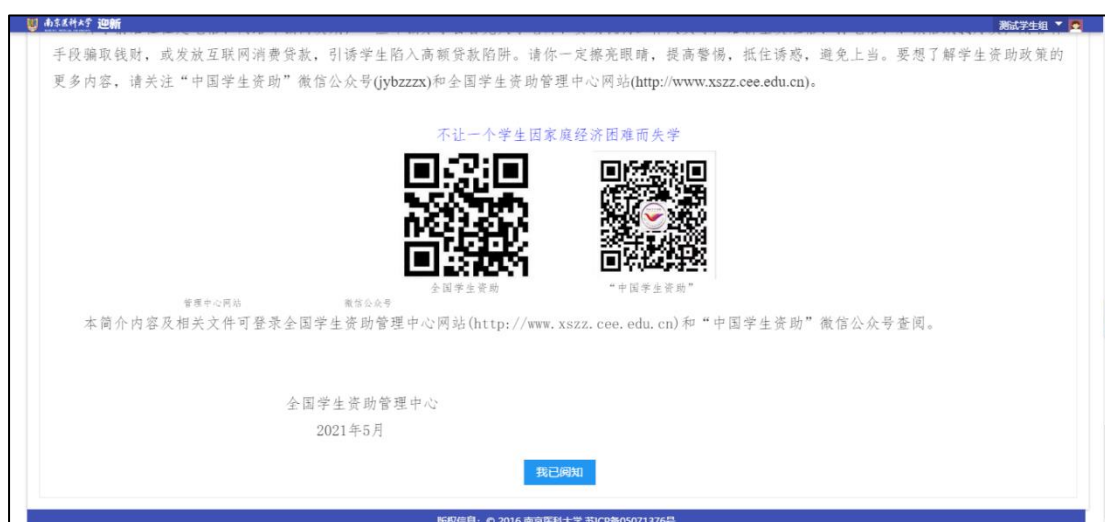 南京医科大学 迎新
测试学生组
手段骗取钱财，或发放互联网消费贷款，引诱学生陷入高额贷款陷阱。请你一定擦亮眼睛，提高警惕，抵住诱惑，避免上当。要想了解学生资助政策的
更多内容，请关注“中国学生资助”微信公众号(jybzzzx)和全国学生资助管理中心网站(http://www.xszz.cee.edu.cn)。
不让一个学生因家庭经济困难而失学
全国学生资助
“中国学生资助”
管理中心网站
微信公众号
本简介内容及相关文件可登录全国学生资助管理中心网站(http://www.xszz.cee.edu.cn)和“中国学生资助”微信公众号查阅。
全国学生资助管理中心
2021年5月
我已阅知
版权信息：© 2016 南京医科大学 苏ICP备05071376号